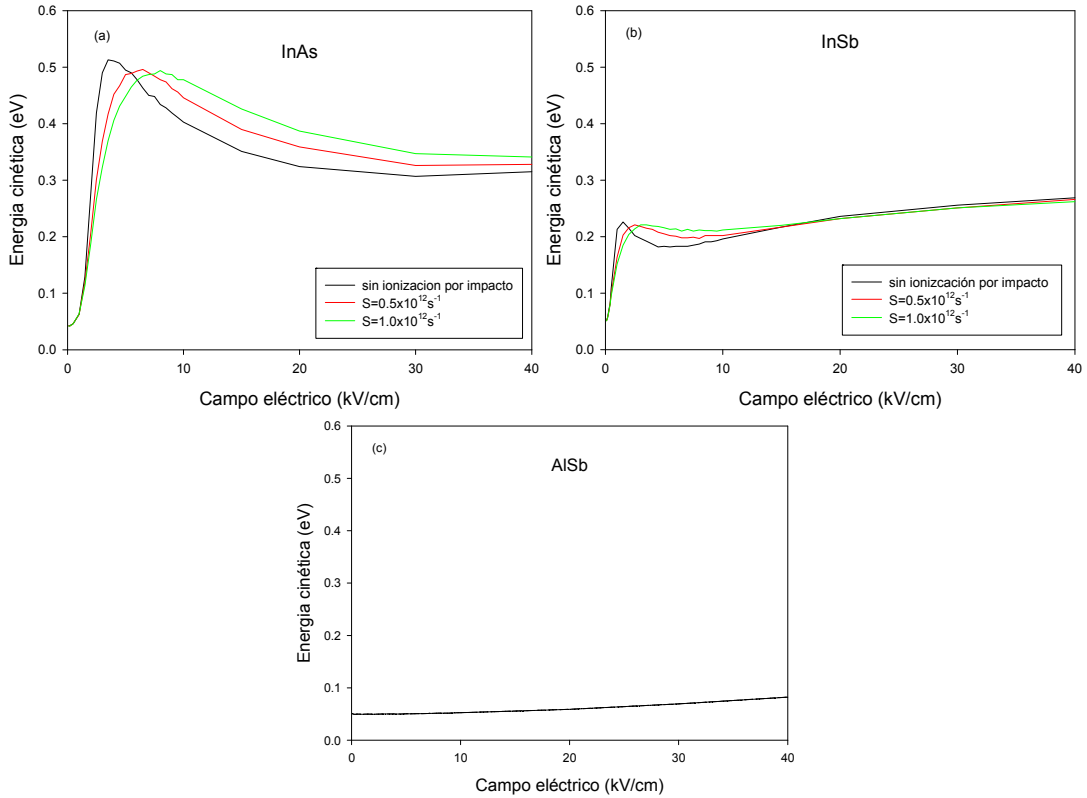 (a)
InAs
Energia cinética (eV)
0.6
0.5
0.4
0.3
0.2
0.1
0.0
sin ionizacion por impacto
S=0.5x10¹²s⁻¹
S=1.0x10¹²s⁻¹
0 10 20 30 40
Campo eléctrico (kV/cm)
(b)
InSb
Energia cinética (eV)
0.6
0.5
0.4
0.3
0.2
0.1
0.0
sin ionizcación por impacto
S=0.5x10¹²s⁻¹
S=1.0x10¹²s⁻¹
0 10 20 30 40
Campo eléctrico (kV/cm)
(c)
AlSb
Energia cinética (eV)
0.6
0.5
0.4
0.3
0.2
0.1
0.0
0 10 20 30 40
Campo eléctrico (kV/cm)